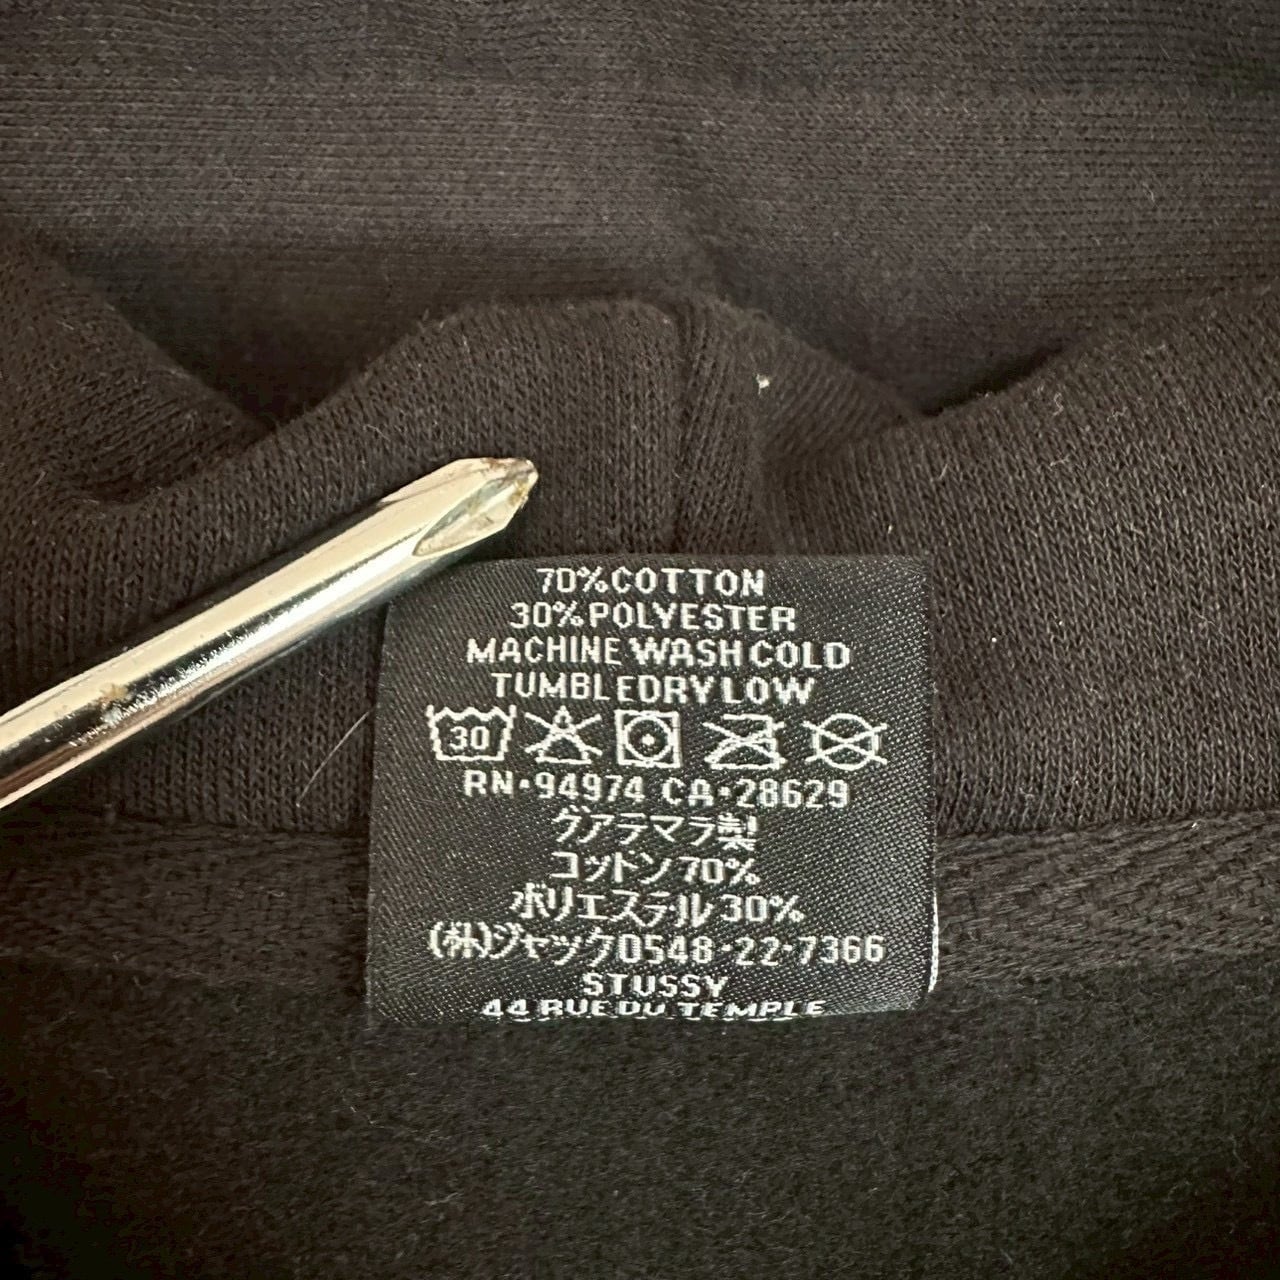 70%COTTON
30%POLYESTER
MACHINE WASH COLD
TUMBLE DRY LOW
30
RN·94974 CA·28629
グアテマラ製
コットン70%
ポリエステル30%
(株)ジャック0548·22·7366
STUSSY
44 RUE DU TEMPLE